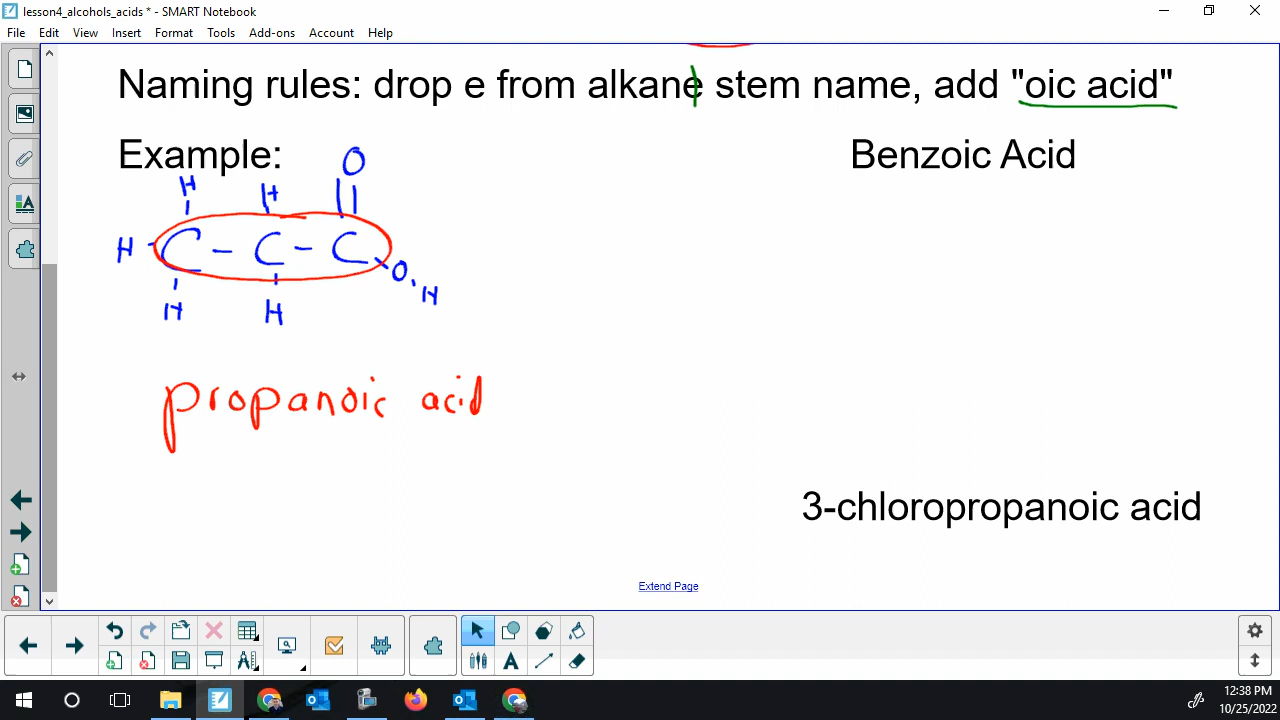 lesson4_alcohols_acids * - SMART Notebook
File Edit View Insert Format Tools Add-ons Account Help
Naming rules: drop e from alkane stem name, add "oic acid"
Example:
Benzoic Acid
O
H H
H C - C - C
O
H H H
propanoic acid
3-chloropropanoic acid
Extend Page
12:38 PM
10/25/2022